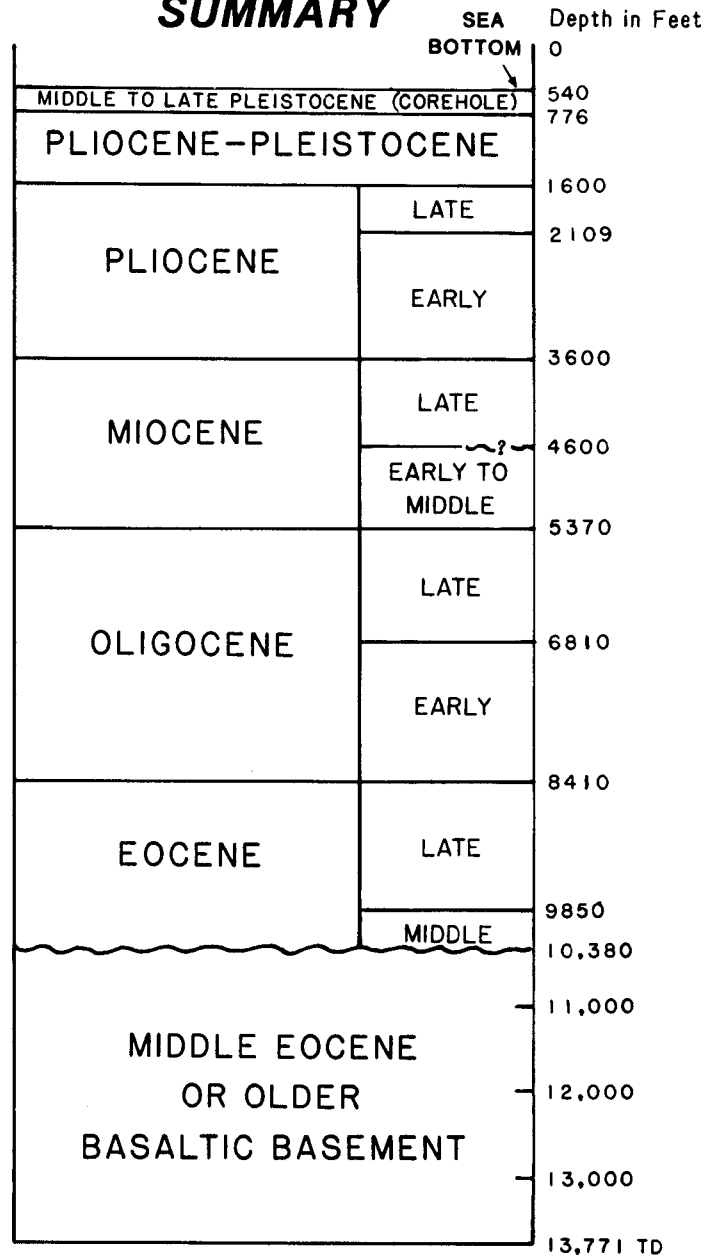 SUMMARY
SEA
BOTTOM
Depth in Feet
0
MIDDLE TO LATE PLEISTOCENE (COREHOLE)
540
776
PLIOCENE-PLEISTOCENE
1600
LATE
2109
PLIOCENE
EARLY
3600
LATE
MIOCENE
?
4600
EARLY TO
MIDDLE
5370
LATE
OLIGOCENE
6810
EARLY
8410
EOCENE
LATE
9850
MIDDLE
10,380
11,000
MIDDLE EOCENE
OR OLDER
12,000
BASALTIC BASEMENT
13,000
13,771 TD